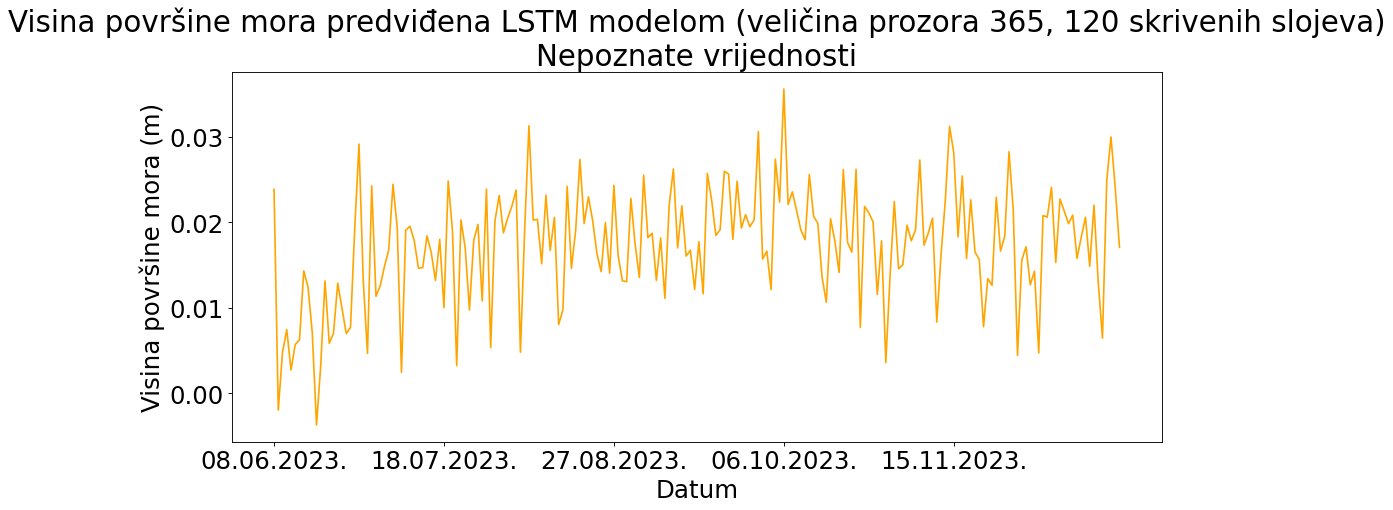 Visina površine mora predviđena LSTM modelom (veličina prozora 365, 120 skrivenih slojeva)
Nepoznate vrijednosti
Visina površine mora (m)
0.03
0.02
0.01
0.00
08.06.2023. 18.07.2023. 27.08.2023. 06.10.2023. 15.11.2023.
Datum